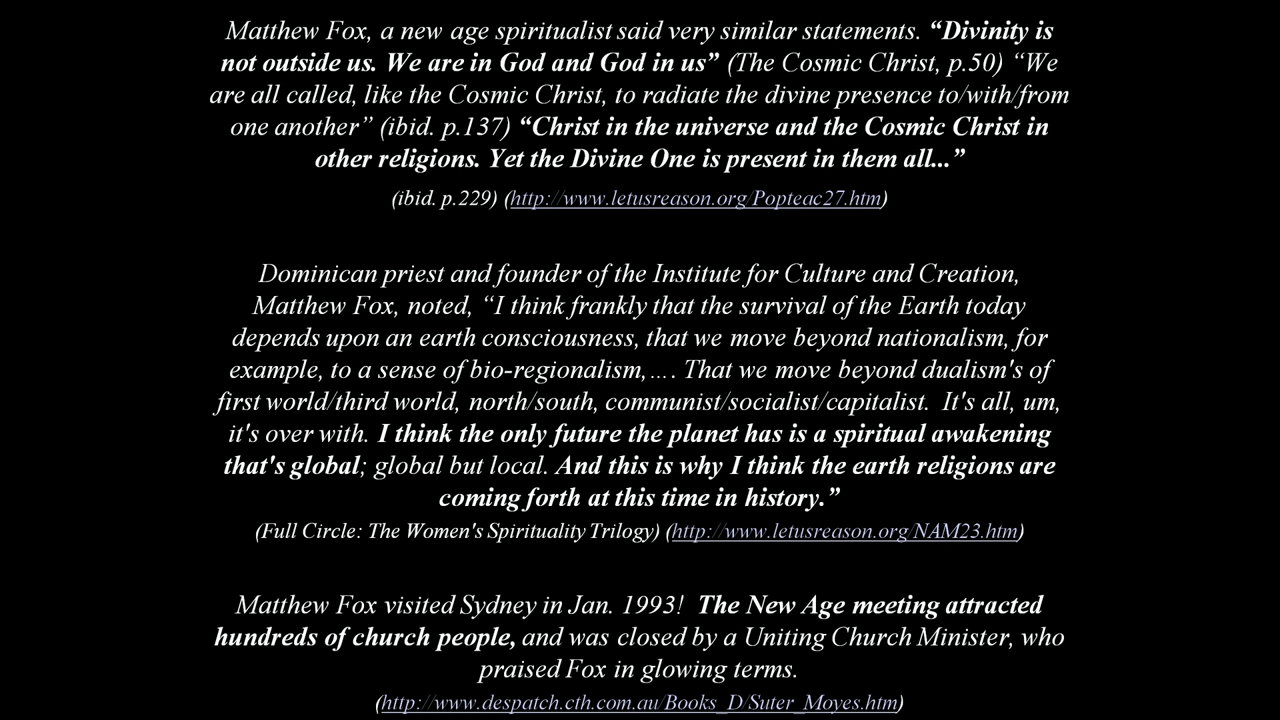 Matthew Fox, a new age spiritualist said very similar statements. “Divinity is
not outside us. We are in God and God in us” (The Cosmic Christ, p.50) “We
are all called, like the Cosmic Christ, to radiate the divine presence to/with/from
one another” (ibid. p.137) “Christ in the universe and the Cosmic Christ in
other religions. Yet the Divine One is present in them all...”
(ibid. p.229) (http://www.letusreason.org/Popteac27.htm)
Dominican priest and founder of the Institute for Culture and Creation,
Matthew Fox, noted, “I think frankly that the survival of the Earth today
depends upon an earth consciousness, that we move beyond nationalism, for
example, to a sense of bio-regionalism,…. That we move beyond dualism's of
first world/third world, north/south, communist/socialist/capitalist.  It's all, um,
it's over with. I think the only future the planet has is a spiritual awakening
that's global; global but local. And this is why I think the earth religions are
coming forth at this time in history.”
(Full Circle: The Women's Spirituality Trilogy) (http://www.letusreason.org/NAM23.htm)
Matthew Fox visited Sydney in Jan. 1993!  The New Age meeting attracted
hundreds of church people, and was closed by a Uniting Church Minister, who
praised Fox in glowing terms.
(http://www.despatch.cth.com.au/Books_D/Suter_Moyes.htm)